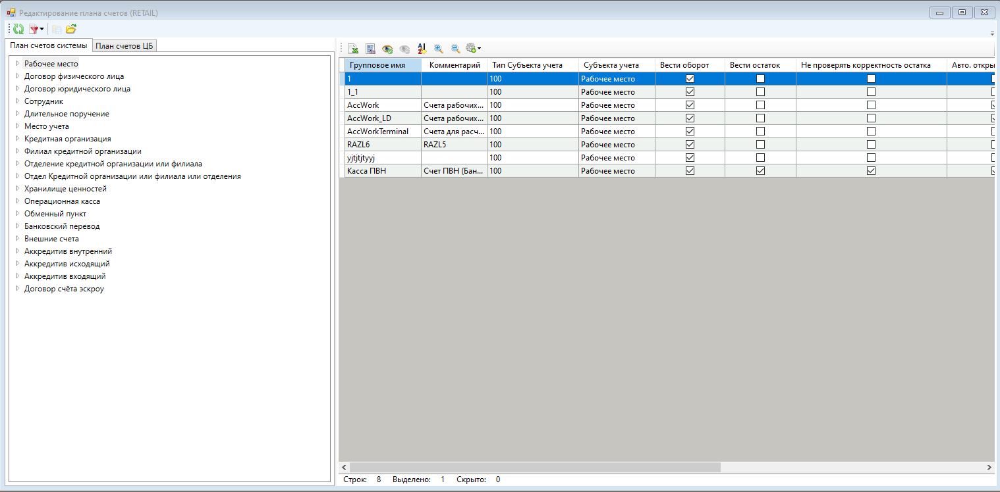 Редактирование плана счетов (RETAIL)
План счетов системы План счетов ЦБ
Рабочее место
Договор физического лица
Договор юридического лица
Сотрудник
Длительное поручение
Место учета
Кредитная организация
Филиал кредитной организации
Отделение кредитной организации или филиала
Отдел Кредитной организации или филиала или отделения
Хранилище ценностей
Операционная касса
Обменный пункт
Банковский перевод
Внешние счета
Аккредитив внутренний
Аккредитив исходящий
Аккредитив входящий
Договор счёта эскроу
Групповое имя Комментарий Тип Субъекта учета Субъекта учета Вести оборот Вести остаток Не проверять корректность остатка Авто. откры
1 100 Рабочее место
1_1 100 Рабочее место
AccWork Счета рабочих... 100 Рабочее место
AccWork_LD Счета рабочих... 100 Рабочее место
AccWorkTerminal Счета для расч... 100 Рабочее место
RAZL6 RAZL5 100 Рабочее место
yjtjtjtyyj 100 Рабочее место
Касса ПВН Счет ПВН (Бан... 100 Рабочее место
Строк: 8 Выделено: 1 Скрыто: 0